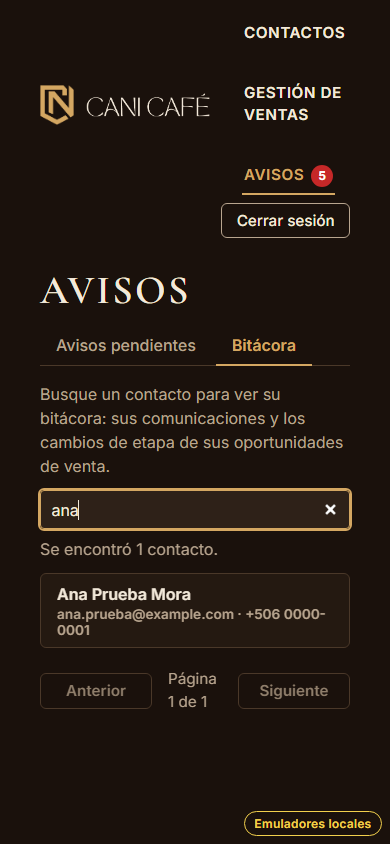 CONTACTOS
CANI CAFÉ
GESTIÓN DE
VENTAS
AVISOS 5
Cerrar sesión
AVISOS
Avisos pendientes Bitácora
Busque un contacto para ver su
bitácora: sus comunicaciones y los
cambios de etapa de sus oportunidades
de venta.
ana ×
Se encontró 1 contacto.
Ana Prueba Mora
ana.prueba@example.com · +506 0000-
0001
Anterior Página
1 de 1 Siguiente
Emuladores locales